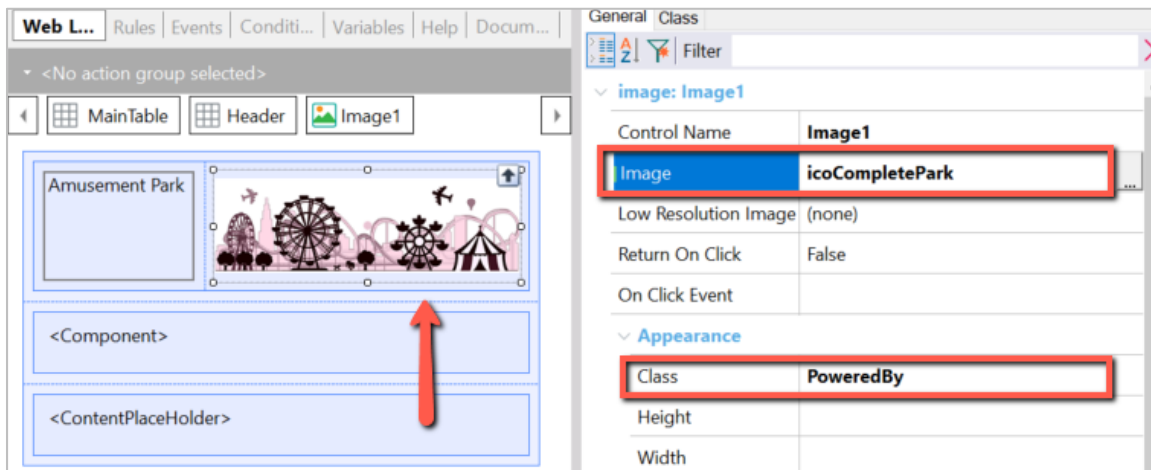 Web L... Rules Events Conditi... Variables Help Docum...
<No action group selected>
MainTable Header Image1
Amusement Park
<Component>
<ContentPlaceHolder>
General Class
A Z Filter
image: Image1
Control Name Image1
Image icoCompletePark ...
Low Resolution Image (none)
Return On Click False
On Click Event
Appearance
Class PoweredBy
Height
Width